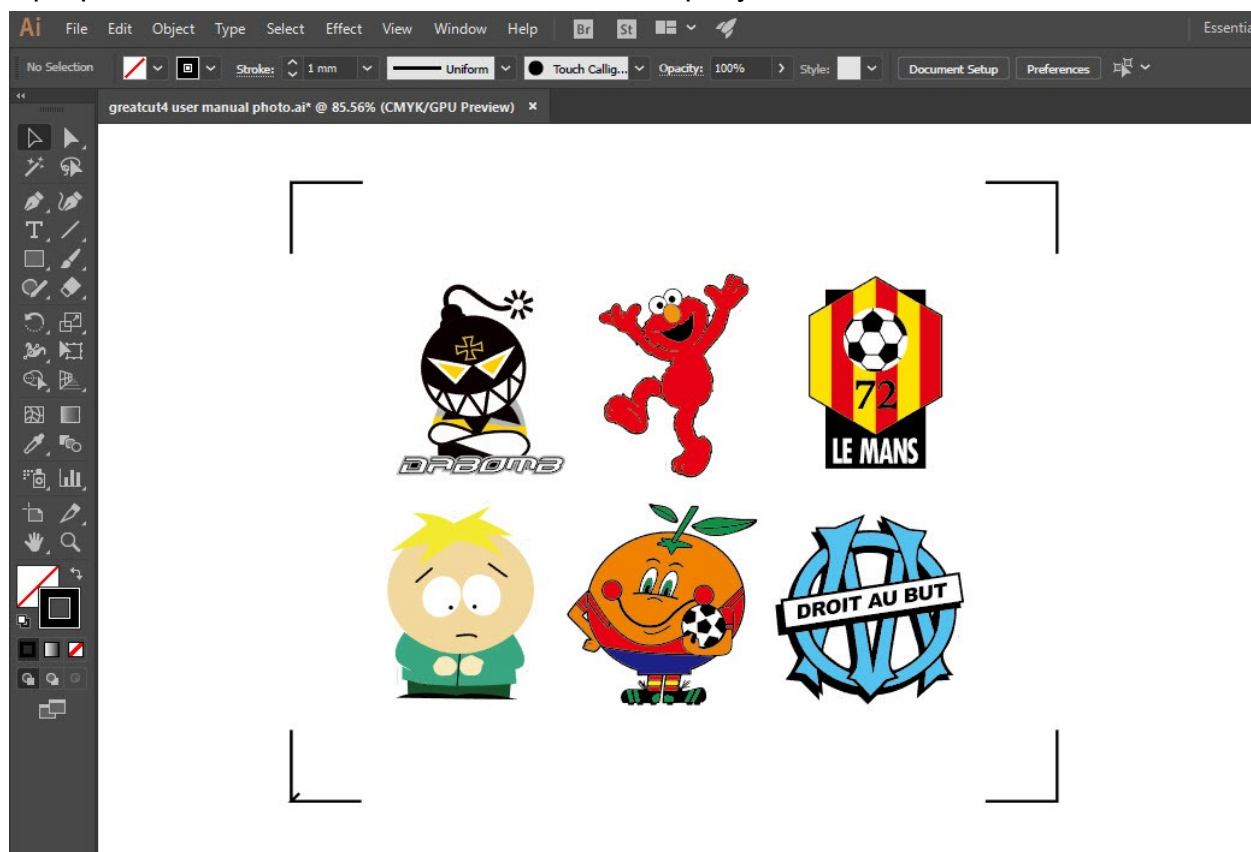 Ai File Edit Object Type Select Effect View Window Help Br St Essentia
No Selection Stroke: 1 mm Uniform Touch Callig... Opacity: 100% Style: Document Setup Preferences
greatcut4 user manual photo.ai* @ 85.56% (CMYK/GPU Preview) ×
DABOMB
72
LE MANS
DROIT AU BUT